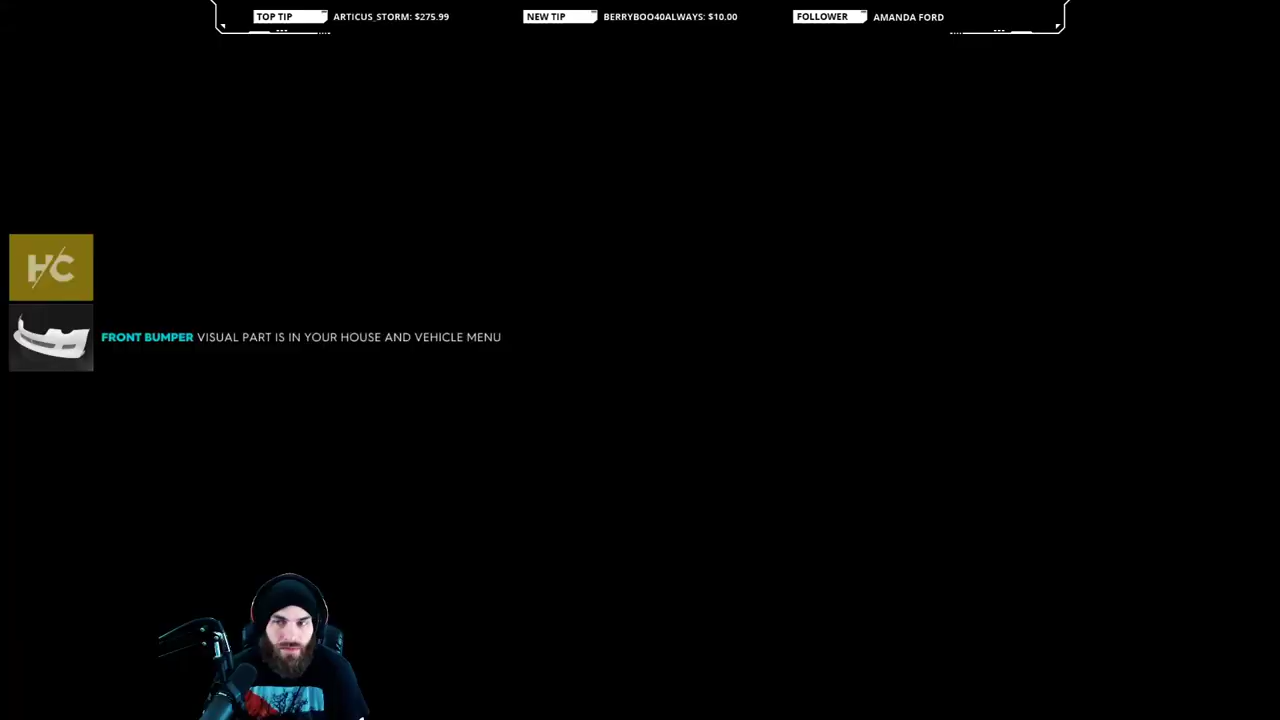 TOP TIP ARTICUS_STORM: $275.99 NEW TIP BERRYBOO40ALWAYS: $10.00 FOLLOWER AMANDA FORD
H/C
FRONT BUMPER VISUAL PART IS IN YOUR HOUSE AND VEHICLE MENU